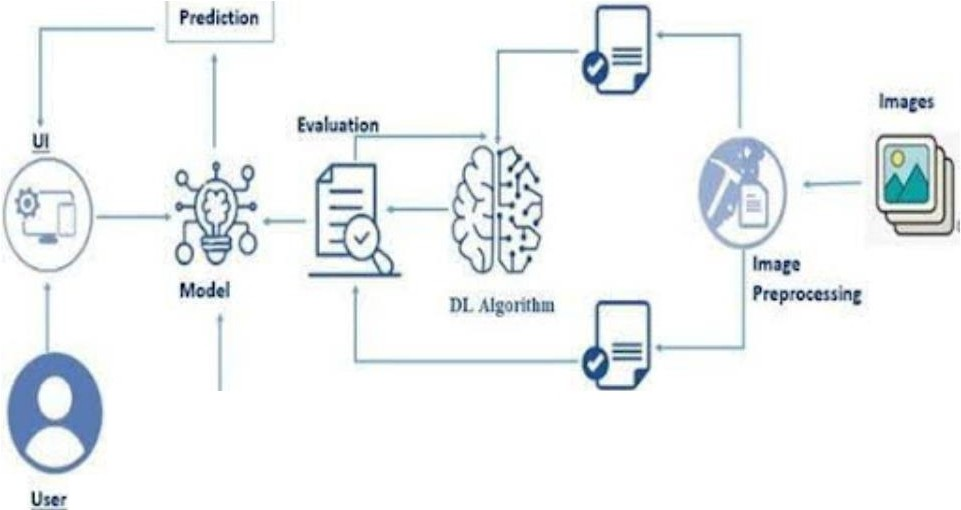 Prediction
Images
Evaluation
UI
Image
Preprocessing
Model
DL Algorithm
User